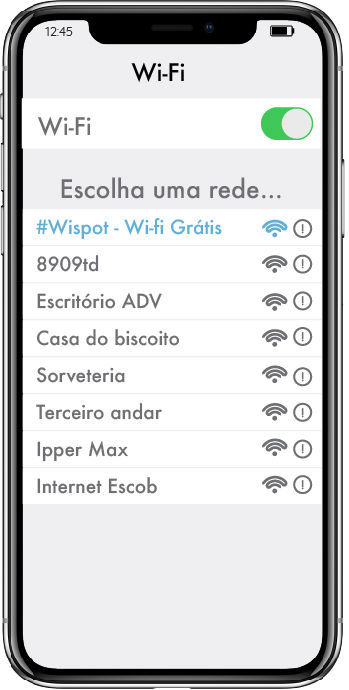 12:45
Wi-Fi
Wi-Fi
Escolha uma rede...
#Wispot - Wi-fi Grátis
8909td
Escritório ADV
Casa do biscoito
Sorveteria
Terceiro andar
Ipper Max
Internet Escob